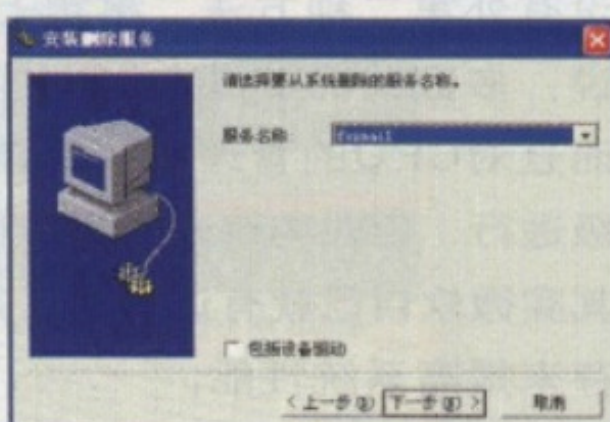 安装删除服务
请选择要从系统删除的服务名称。
服务名称
foxmail
包括设备驱动
<上一步(B) 下一步(N)> 取消